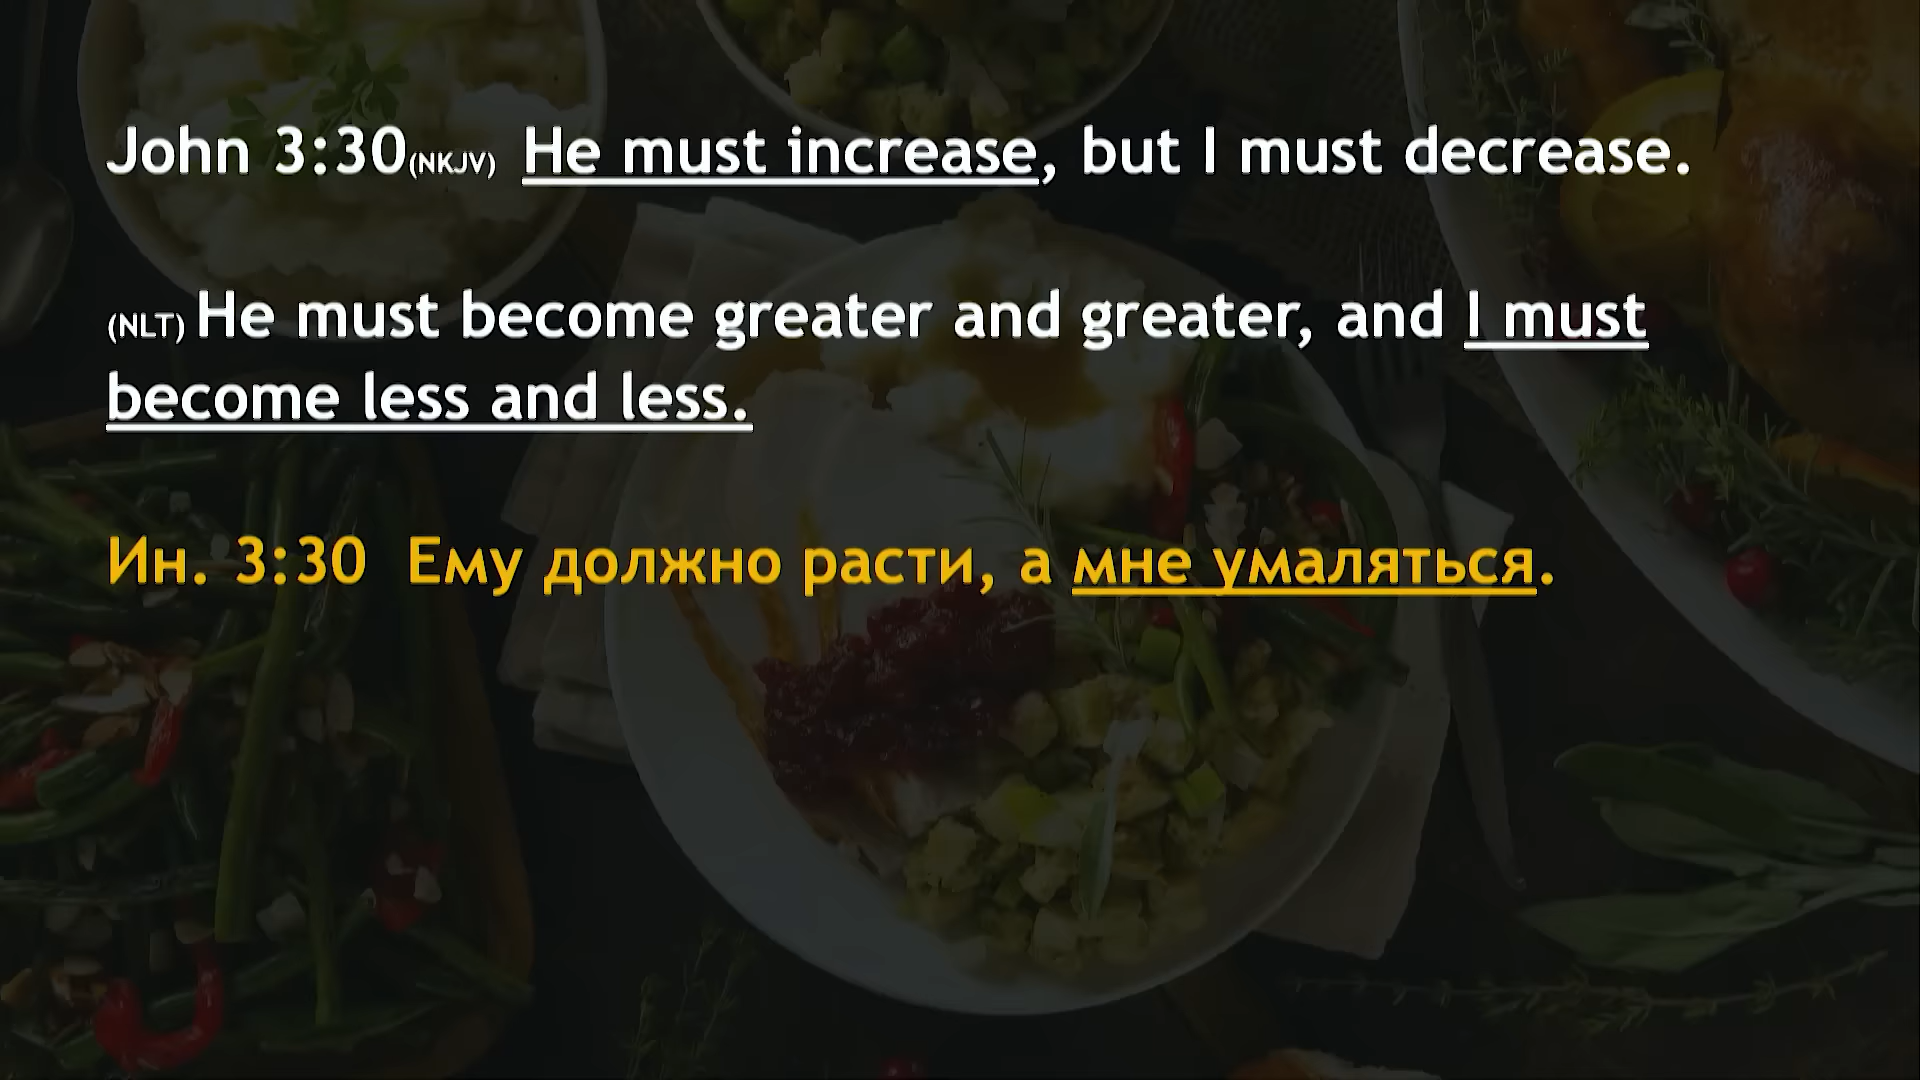 John 3:30(NKJV) He must increase, but I must decrease.
(NLT) He must become greater and greater, and I must
become less and less.
Ин. 3:30 Ему должно расти, а мне умаляться.